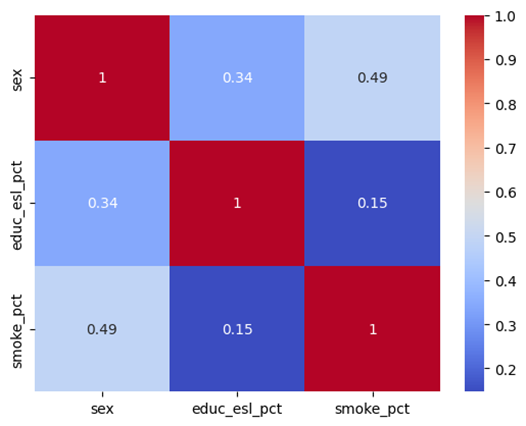 sex 1 0.34 0.49
educ_esl_pct 0.34 1 0.15
smoke_pct 0.49 0.15 1
sex educ_esl_pct smoke_pct
1.0
0.9
0.8
0.7
0.6
0.5
0.4
0.3
0.2